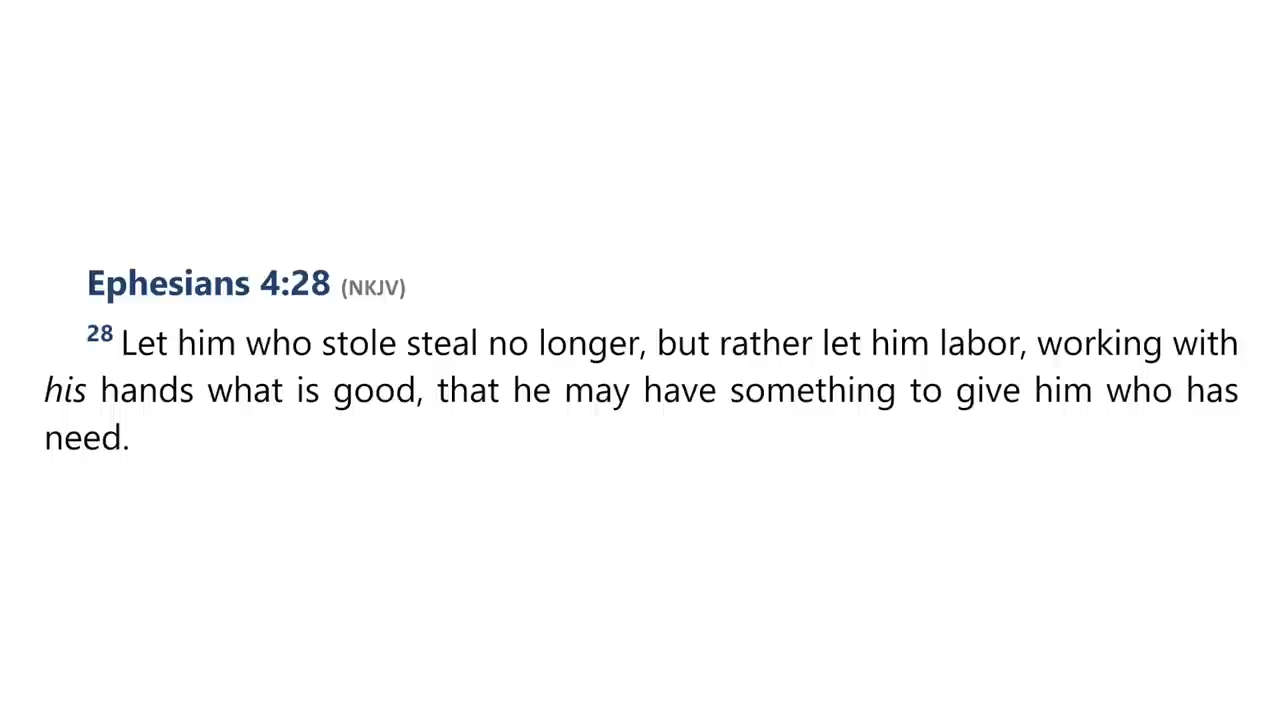 Ephesians 4:28 (NKJV)
28 Let him who stole steal no longer, but rather let him labor, working with
his hands what is good, that he may have something to give him who has
need.